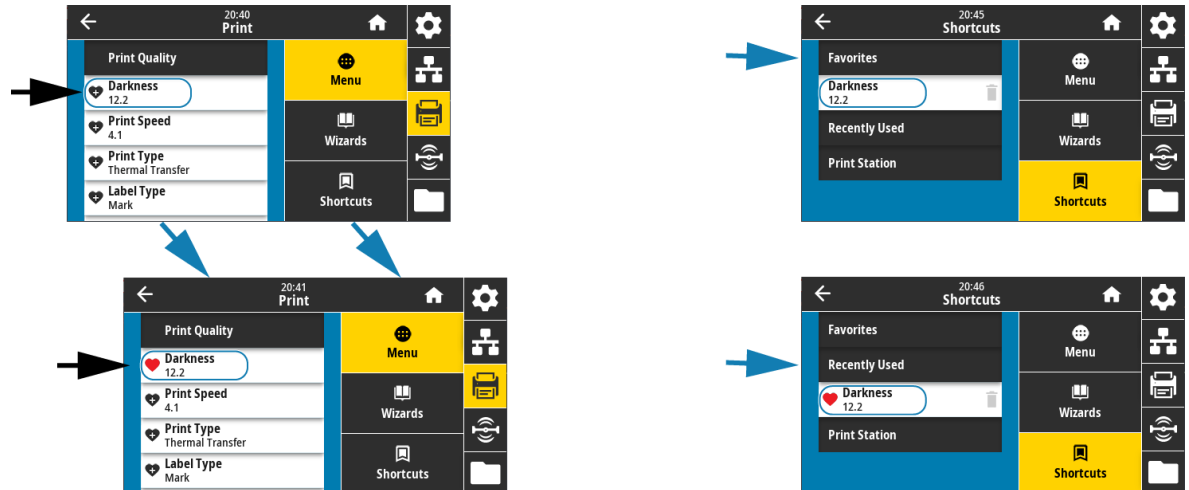 20:40
Print
Print Quality
Darkness
12.2
Print Speed
4.1
Print Type
Thermal Transfer
Label Type
Mark
Menu
Wizards
Shortcuts
20:45
Shortcuts
Favorites
Darkness
12.2
Recently Used
Print Station
Menu
Wizards
Shortcuts
20:41
Print
Print Quality
Darkness
12.2
Print Speed
4.1
Print Type
Thermal Transfer
Label Type
Mark
Menu
Wizards
Shortcuts
20:46
Shortcuts
Favorites
Recently Used
Darkness
12.2
Print Station
Menu
Wizards
Shortcuts